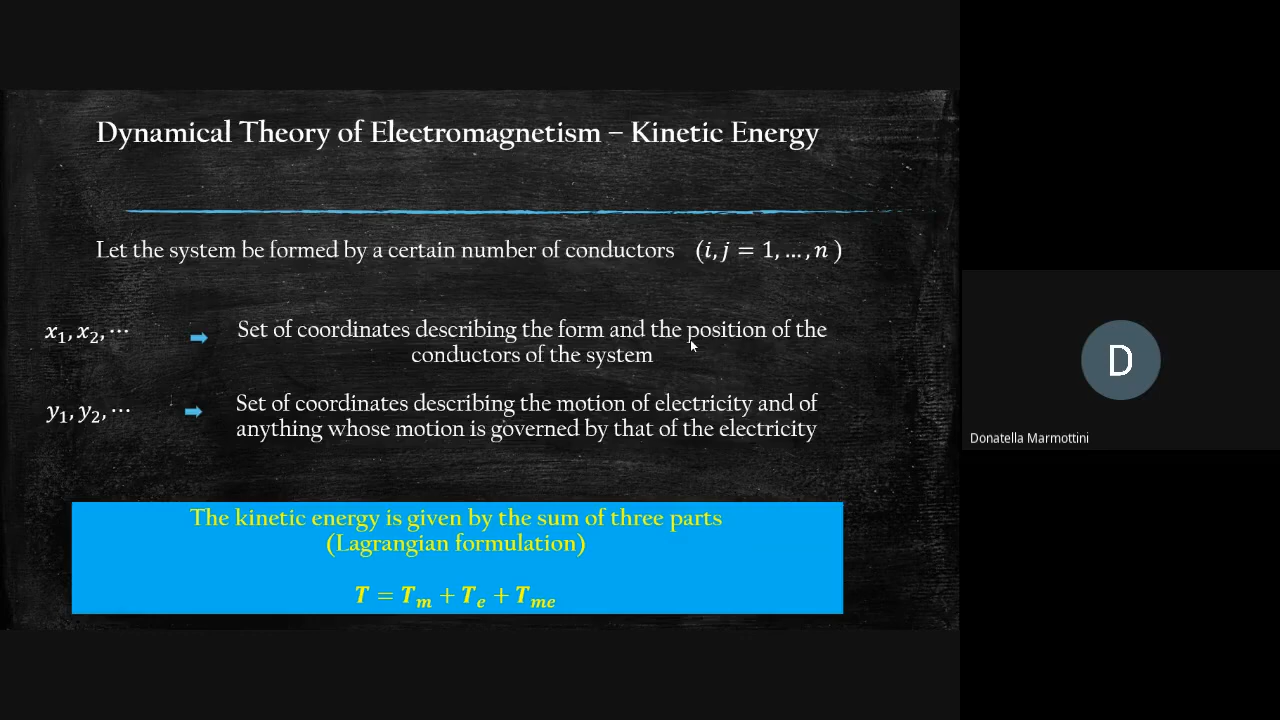 Dynamical Theory of Electromagnetism – Kinetic Energy
Let the system be formed by a certain number of conductors (i, j = 1, … , n )
x₁, x₂, ⋯
Set of coordinates describing the form and the position of the
conductors of the system
y₁, y₂, ⋯
Set of coordinates describing the motion of electricity and of
anything whose motion is governed by that of the electricity
The kinetic energy is given by the sum of three parts
(Lagrangian formulation)
T = Tₘ + Tₑ + Tₘₑ
D
Donatella Marmottini